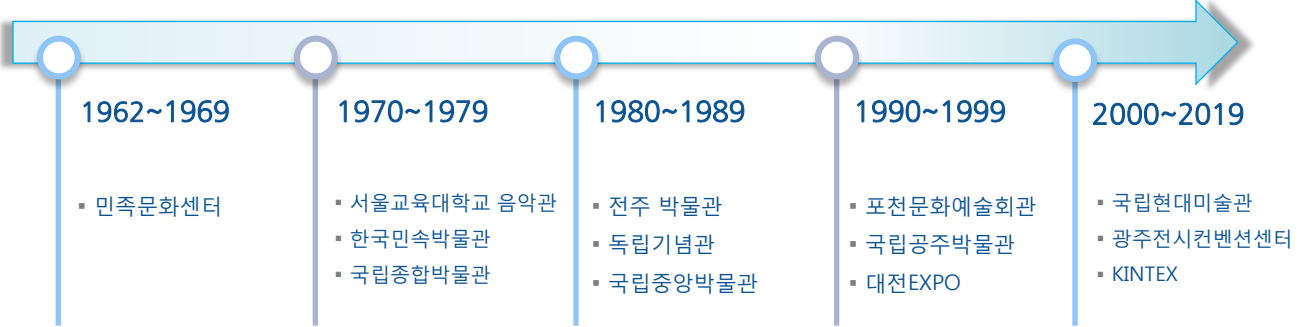 1962~1969
▪ 민족문화센터
1970~1979
▪ 서울교육대학교 음악관
▪ 한국민속박물관
▪ 국립종합박물관
1980~1989
▪ 전주 박물관
▪ 독립기념관
▪ 국립중앙박물관
1990~1999
▪ 포천문화예술회관
▪ 국립공주박물관
▪ 대전EXPO
2000~2019
▪ 국립현대미술관
▪ 광주전시컨벤션센터
▪ KINTEX